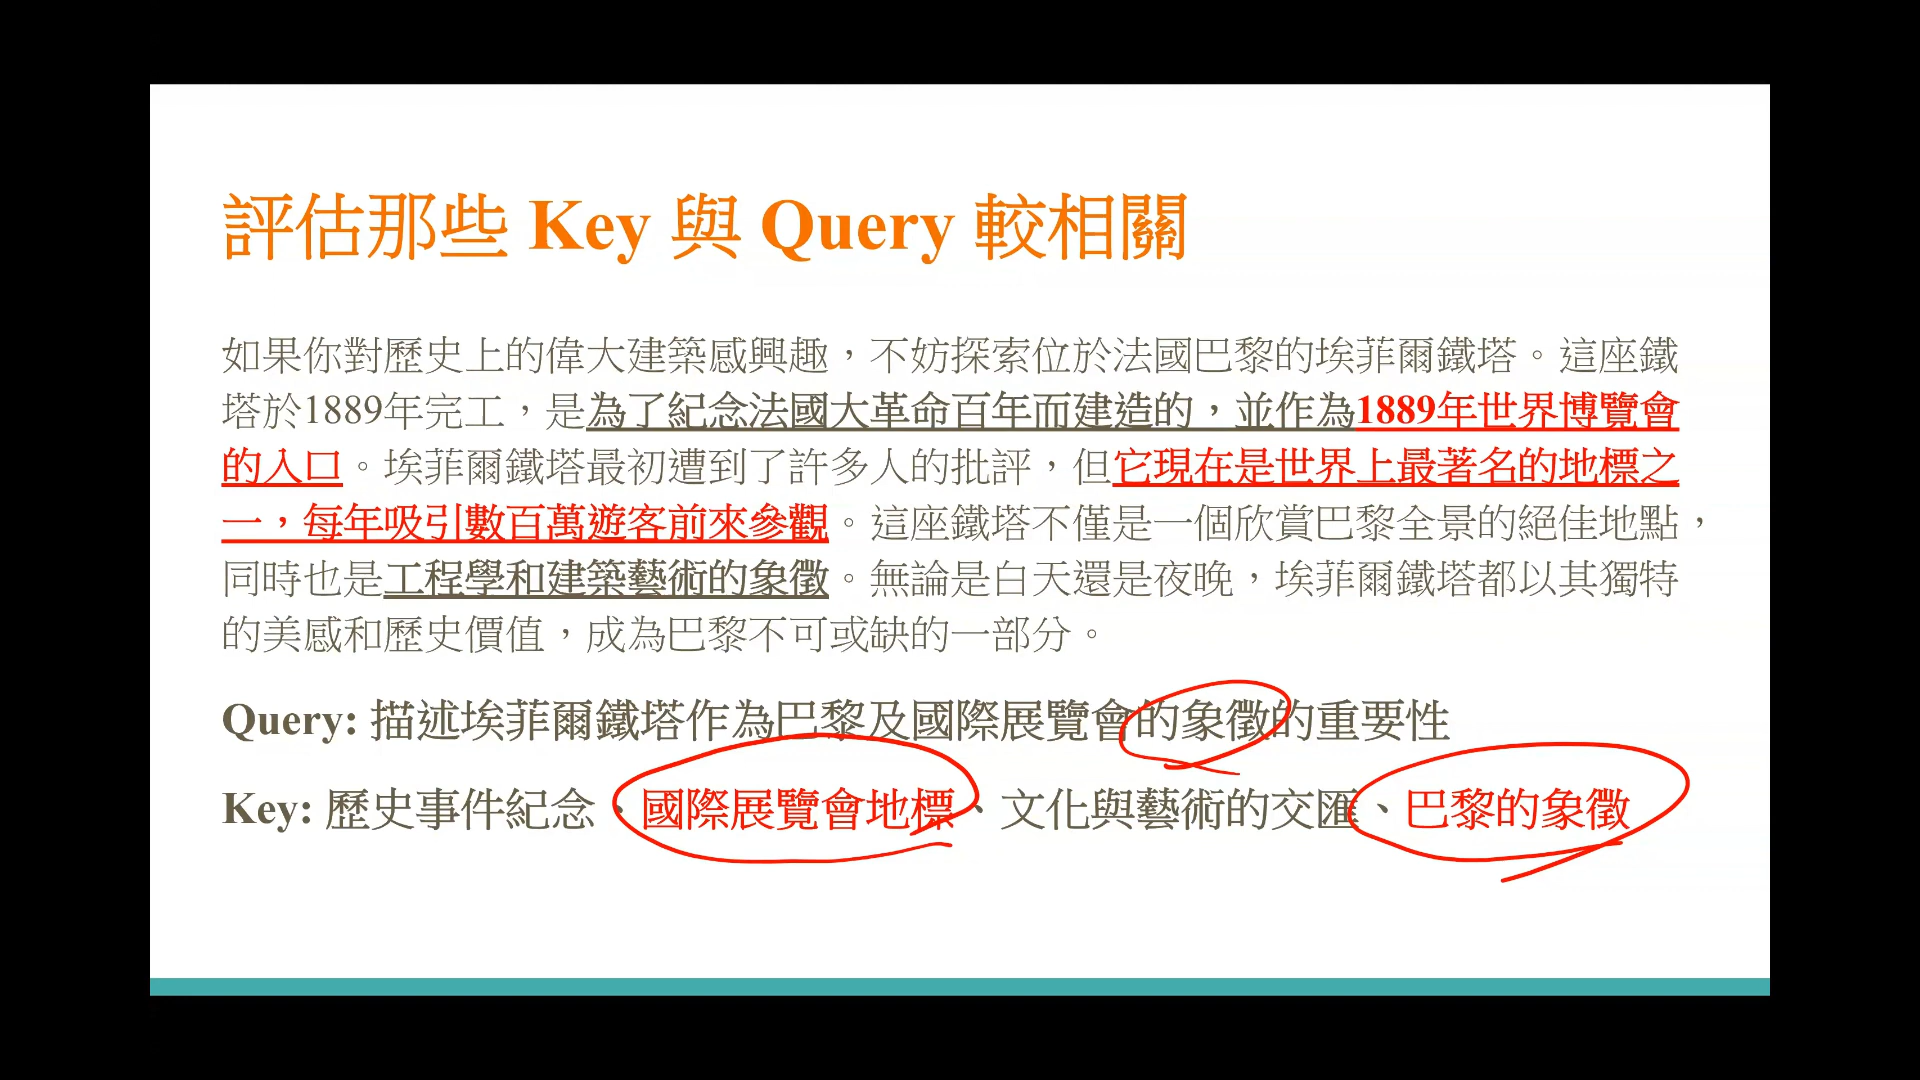 評估那些 Key 與 Query 較相關
如果你對歷史上的偉大建築感興趣，不妨探索位於法國巴黎的埃菲爾鐵塔。這座鐵
塔於1889年完工，是為了紀念法國大革命百年而建造的，並作為1889年世界博覽會
的入口。埃菲爾鐵塔最初遭到了許多人的批評，但它現在是世界上最著名的地標之
一，每年吸引數百萬遊客前來參觀。這座鐵塔不僅是一個欣賞巴黎全景的絕佳地點，
同時也是工程學和建築藝術的象徵。無論是白天還是夜晚，埃菲爾鐵塔都以其獨特
的美感和歷史價值，成為巴黎不可或缺的一部分。
Query: 描述埃菲爾鐵塔作為巴黎及國際展覽會的象徵的重要性
Key: 歷史事件紀念、國際展覽會地標、文化與藝術的交匯、巴黎的象徵